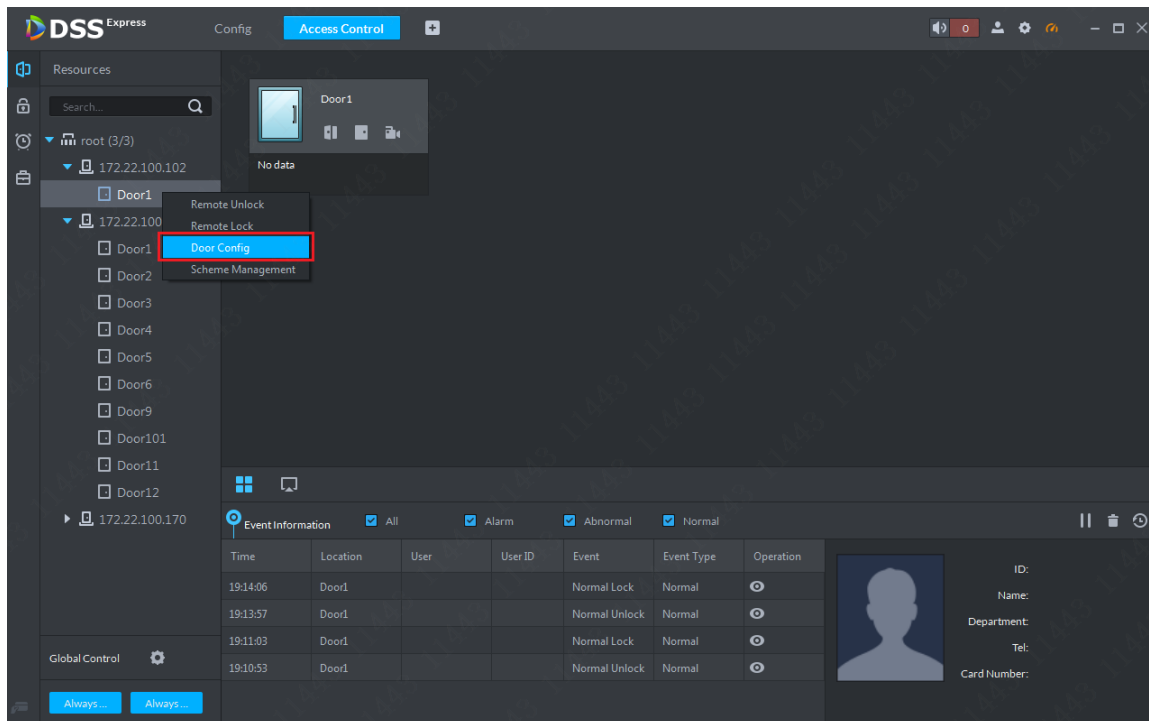 DSS Express Config Access Control 0
Resources
Search...
root (3/3)
172.22.100.102
Door1
172.22.100
Door1
Door2
Door3
Door4
Door5
Door6
Door9
Door101
Door11
Door12
172.22.100.170
Global Control
Always... Always...
Door1
No data
Remote Unlock
Remote Lock
Door Config
Scheme Management
Event Information All Alarm Abnormal Normal
Time Location User User ID Event Event Type Operation
19:14:06 Door1 Normal Lock Normal
19:13:57 Door1 Normal Unlock Normal
19:11:03 Door1 Normal Lock Normal
19:10:53 Door1 Normal Unlock Normal
ID:
Name:
Department:
Tel:
Card Number:
11443 11443 11443